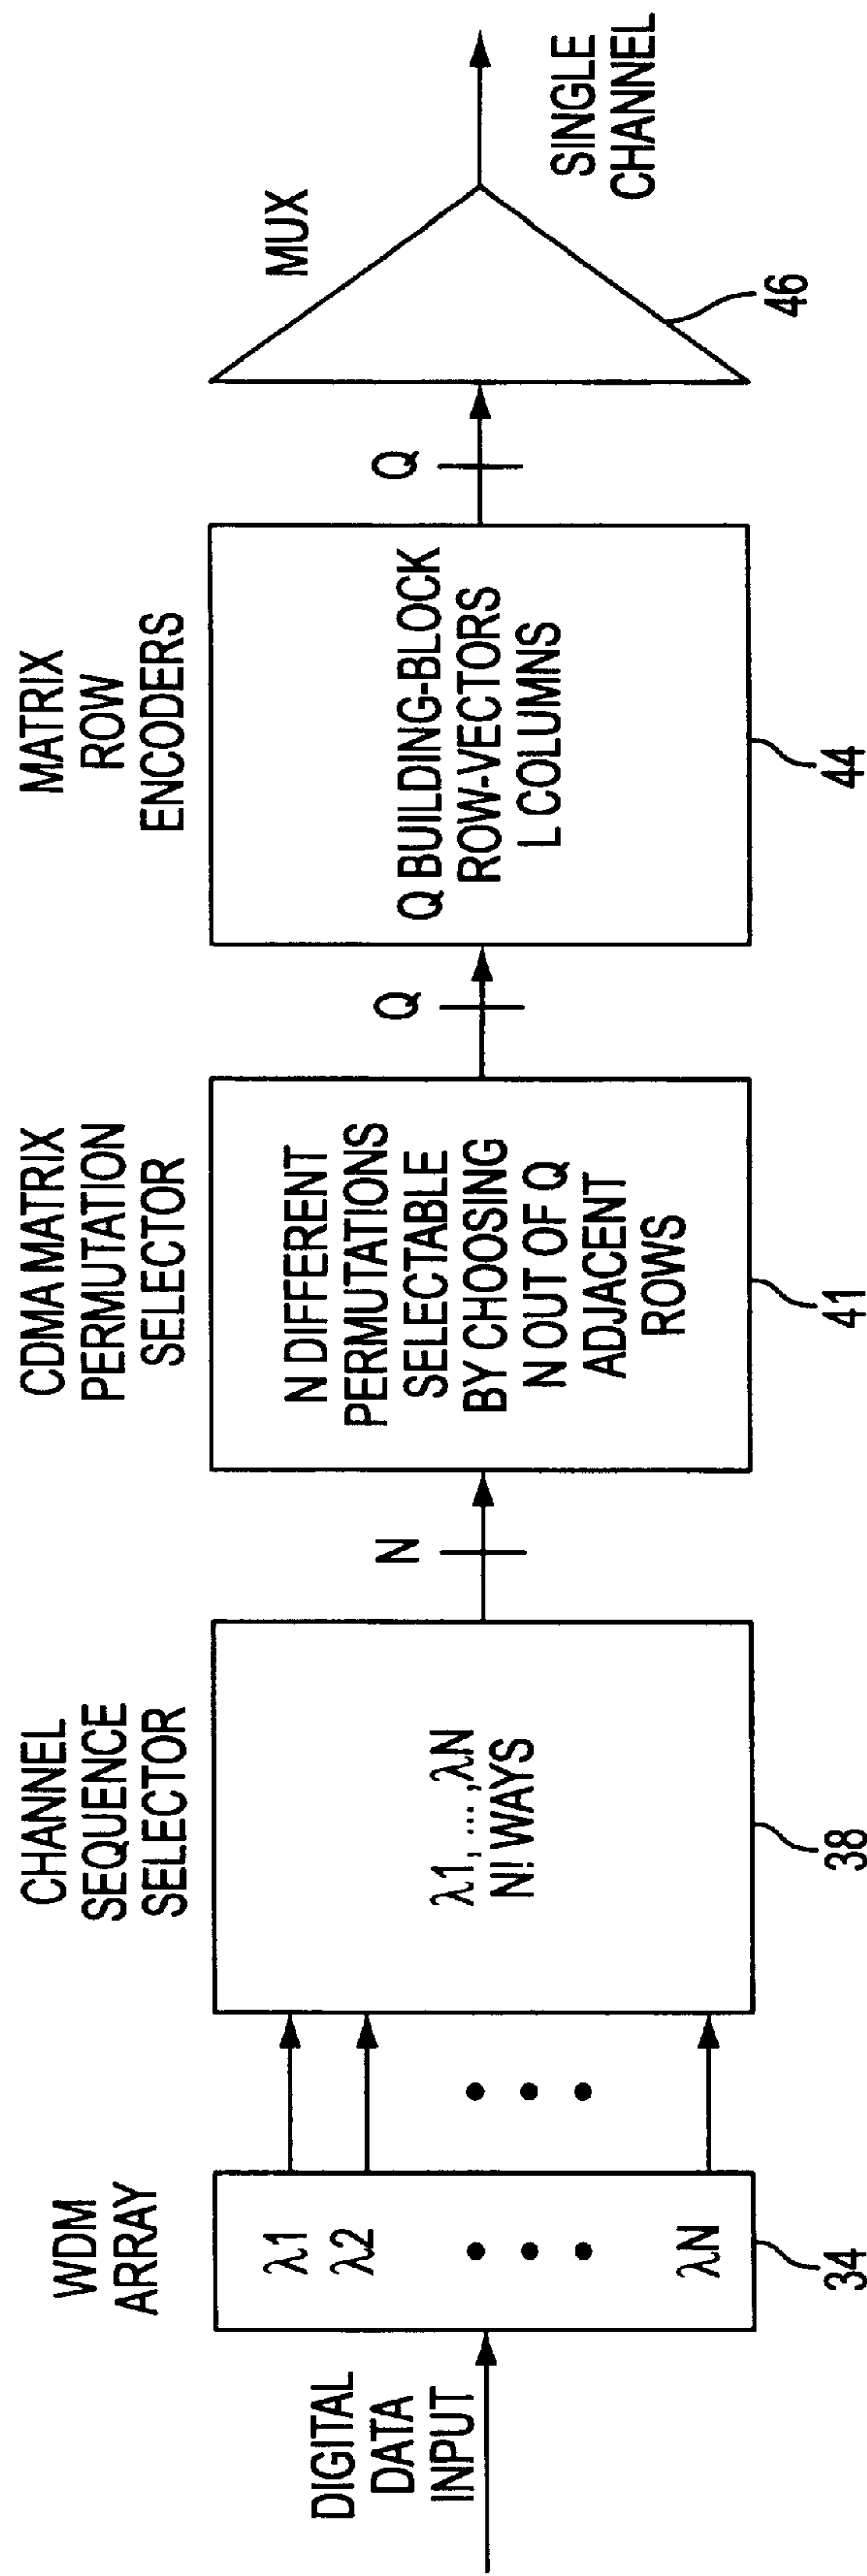 DIGITAL
DATA
INPUT
WDM
ARRAY
λ1
λ2
λN
34
CHANNEL
SEQUENCE
SELECTOR
λ1, ... ,λN
N! WAYS
38
N
CDMA MATRIX
PERMUTATION
SELECTOR
N DIFFERENT
PERMUTATIONS
SELECTABLE
BY CHOOSING
N OUT OF Q
ADJACENT
ROWS
41
Q
MATRIX
ROW
ENCODERS
Q BUILDING-BLOCK
ROW-VECTORS
L COLUMNS
44
Q
MUX
46
SINGLE
CHANNEL